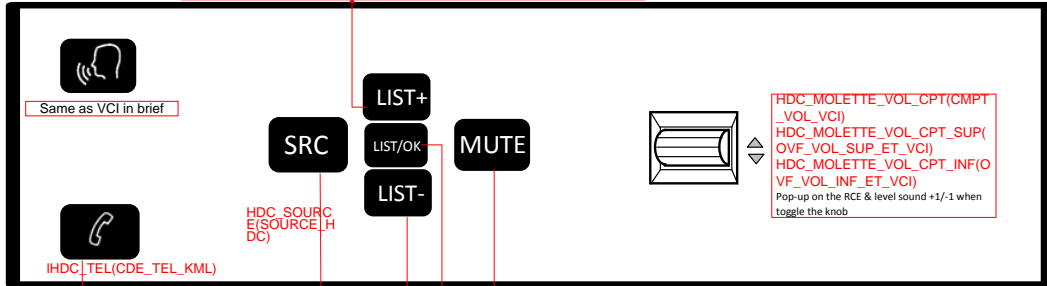 Same as VCI in brief
LIST+
SRC
LIST/OK
MUTE
LIST-
HDC_SOURC
E(SOURCE_H
DC)
IHDC_TEL(CDE_TEL_KML)
HDC_MOLETTE_VOL_CPT(CMPT
_VOL_VCI)
HDC_MOLETTE_VOL_CPT_SUP(
OVF_VOL_SUP_ET_VCI)
HDC_MOLETTE_VOL_CPT_INF(O
VF_VOL_INF_ET_VCI)
Pop-up on the RCE & level sound +1/-1 when
toggle the knob